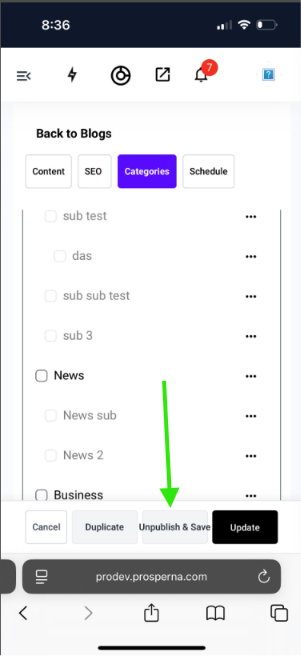 8:36
7
?
Back to Blogs
Content SEO Categories Schedule
sub test •••
das •••
sub sub test •••
sub 3 •••
News •••
News sub •••
News 2 •••
Business •••
Cancel Duplicate Unpublish & Save Update
prodev.prosperna.com